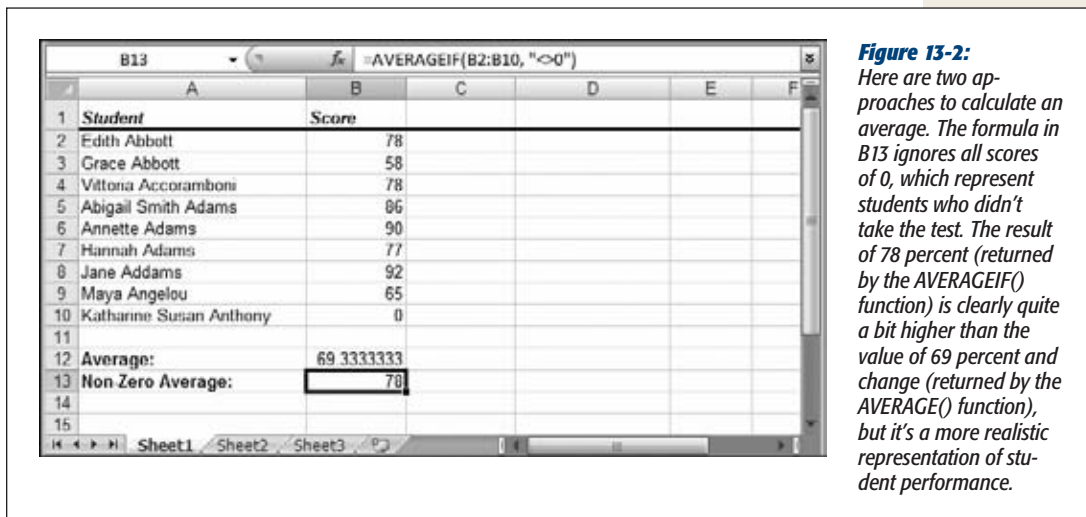 B13
fx =AVERAGEIF(B2:B10, "<>0")
A B C D E F
1 Student Score
2 Edith Abbott 78
3 Grace Abbott 58
4 Vittoria Accoramboni 78
5 Abigail Smith Adams 86
6 Annette Adams 90
7 Hannah Adams 77
8 Jane Addams 92
9 Maya Angelou 65
10 Katharine Susan Anthony 0
11
12 Average: 69.3333333
13 Non Zero Average: 78
14
15
Sheet1 Sheet2 Sheet3
Figure 13-2:
Here are two ap-
proaches to calculate an
average. The formula in
B13 ignores all scores
of 0, which represent
students who didn't
take the test. The result
of 78 percent (returned
by the AVERAGEIF()
function) is clearly quite
a bit higher than the
value of 69 percent and
change (returned by the
AVERAGE() function),
but it's a more realistic
representation of stu-
dent performance.